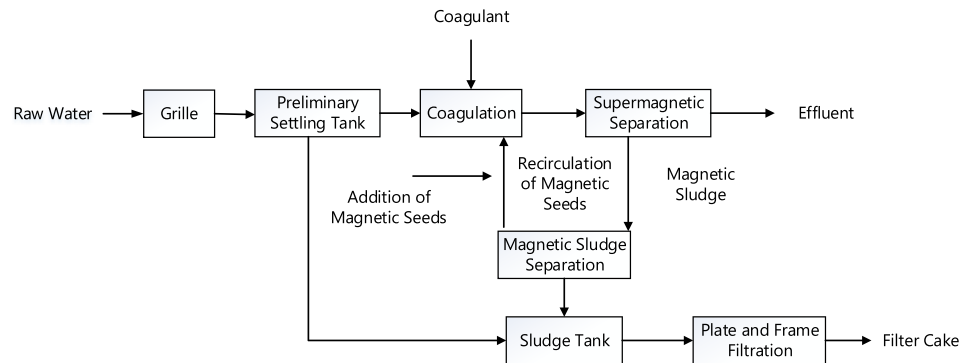 Coagulant
Raw Water
Grille
Preliminary
Settling Tank
Coagulation
Supermagnetic
Separation
Effluent
Addition of
Magnetic Seeds
Recirculation
of Magnetic
Seeds
Magnetic
Sludge
Magnetic Sludge
Separation
Sludge Tank
Plate and Frame
Filtration
Filter Cake